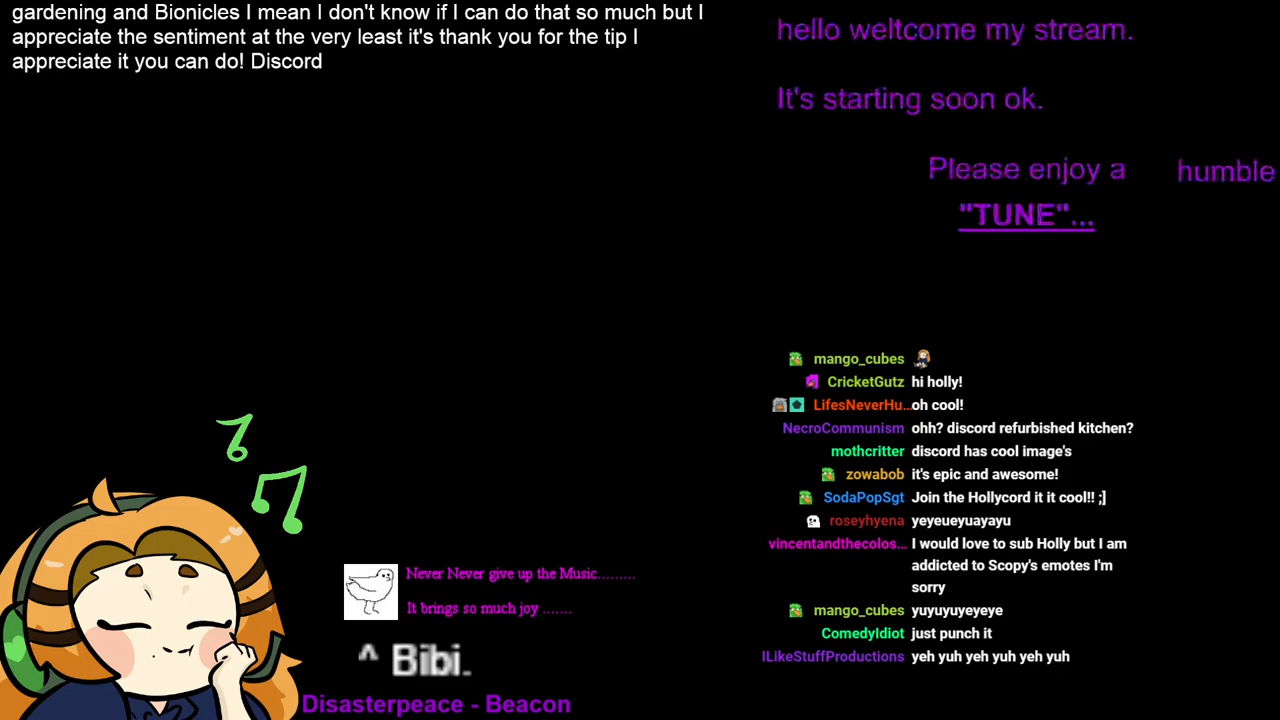 gardening and Bionicles I mean I don't know if I can do that so much but I
appreciate the sentiment at the very least it's thank you for the tip I
appreciate it you can do! Discord
hello weltcome my stream.
It's starting soon ok.
Please enjoy a humble
"TUNE"...
mango_cubes
CricketGutz hi holly!
LifesNeverHu... oh cool!
NecroCommunism ohh? discord refurbished kitchen?
mothcritter discord has cool image's
zowabob it's epic and awesome!
SodaPopSgt Join the Hollycord it it cool!! ;]
roseyhyena yeyeueyuayayu
vincentandthecolos... I would love to sub Holly but I am
addicted to Scopy's emotes I'm
sorry
mango_cubes yuyuyuyeyeye
ComedyIdiot just punch it
ILikeStuffProductions yeh yuh yeh yuh yeh yuh
Never Never give up the Music.........
It brings so much joy .......
^ Bibi.
Disasterpeace - Beacon